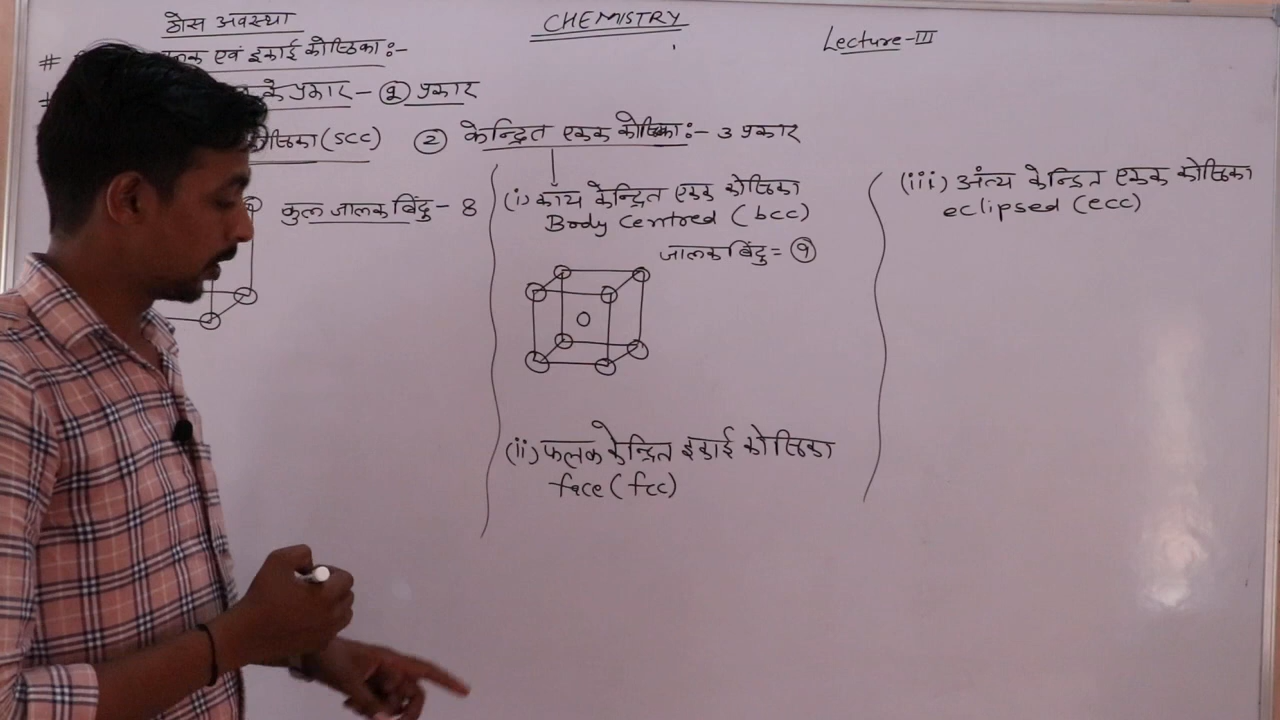 ठोस अवस्था
CHEMISTRY
Lecture-III
# एवं इकाई कोष्ठिका:-
के प्रकार - ② प्रकार
(scc)
② केन्द्रित एकक कोष्ठिका:- 3 प्रकार
कुल जालक बिंदु - 8
(i) काय केन्द्रित एकक कोष्ठिका
Body centred (bcc)
जालक बिंदु = ⑨
(ii) फलक केन्द्रित इकाई कोष्ठिका
face (fcc)
(iii) अंत्य केन्द्रित एकक कोष्ठिका
eclipsed (ecc)